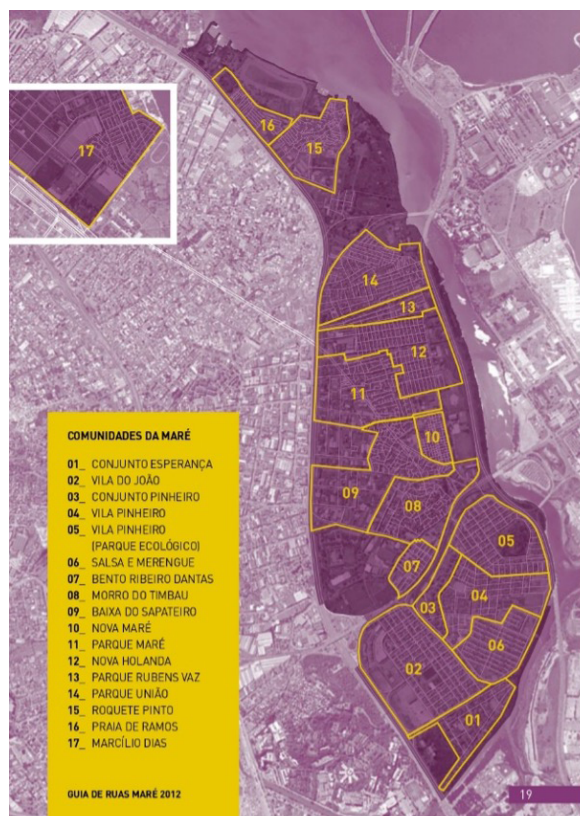 17
16
15
14
13
12
11
10
09
08
07
05
04
03
06
02
01
COMUNIDADES DA MARÉ
01_ CONJUNTO ESPERANÇA
02_ VILA DO JOÃO
03_ CONJUNTO PINHEIRO
04_ VILA PINHEIRO
05_ VILA PINHEIRO
(PARQUE ECOLÓGICO)
06_ SALSA E MERENGUE
07_ BENTO RIBEIRO DANTAS
08_ MORRO DO TIMBAU
09_ BAIXA DO SAPATEIRO
10_ NOVA MARÉ
11_ PARQUE MARÉ
12_ NOVA HOLANDA
13_ PARQUE RUBENS VAZ
14_ PARQUE UNIÃO
15_ ROQUETE PINTO
16_ PRAIA DE RAMOS
17_ MARCÍLIO DIAS
GUIA DE RUAS MARÉ 2012
19